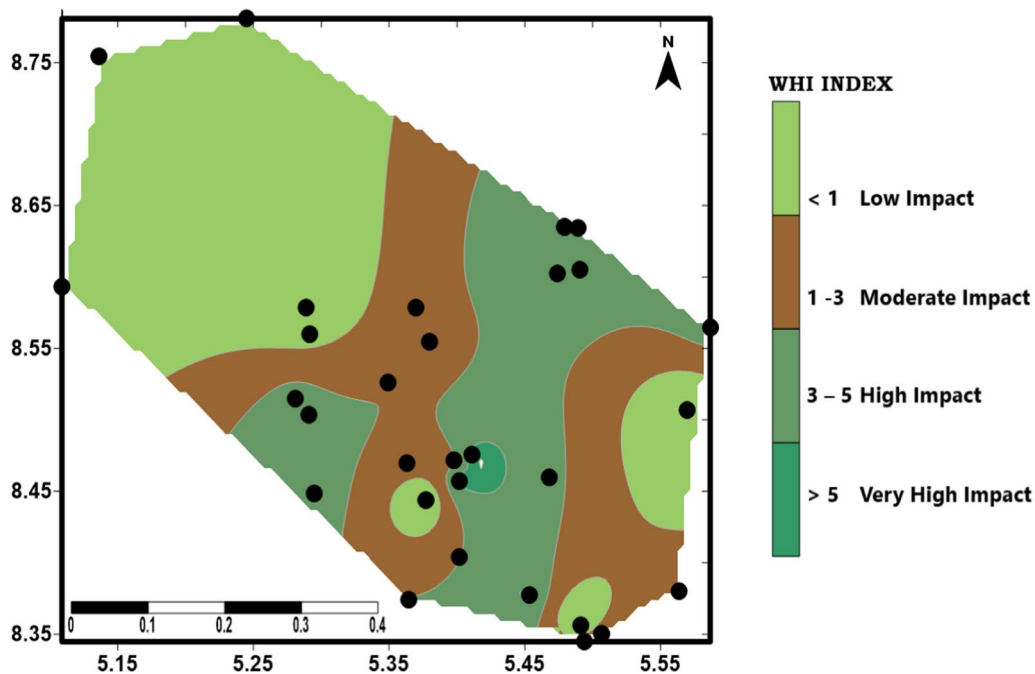 8.75
8.65
8.55
8.45
8.35
N
0 0.1 0.2 0.3 0.4
5.15 5.25 5.35 5.45 5.55
WHI INDEX
< 1 Low Impact
1 -3 Moderate Impact
3 – 5 High Impact
> 5 Very High Impact